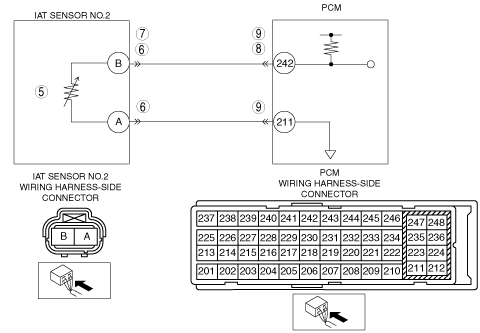 IAT SENSOR NO.2
PCM
⑦
⑥
⑨
⑧
B
242
⑤
⑥
⑨
A
211
IAT SENSOR NO.2
WIRING HARNESS-SIDE
CONNECTOR
PCM
WIRING HARNESS-SIDE
CONNECTOR
B A
237 238 239 240 241 242 243 244 245 246 247 248
225 226 227 228 229 230 231 232 233 234 235 236
213 214 215 216 217 218 219 220 221 222 223 224
201 202 203 204 205 206 207 208 209 210 211 212